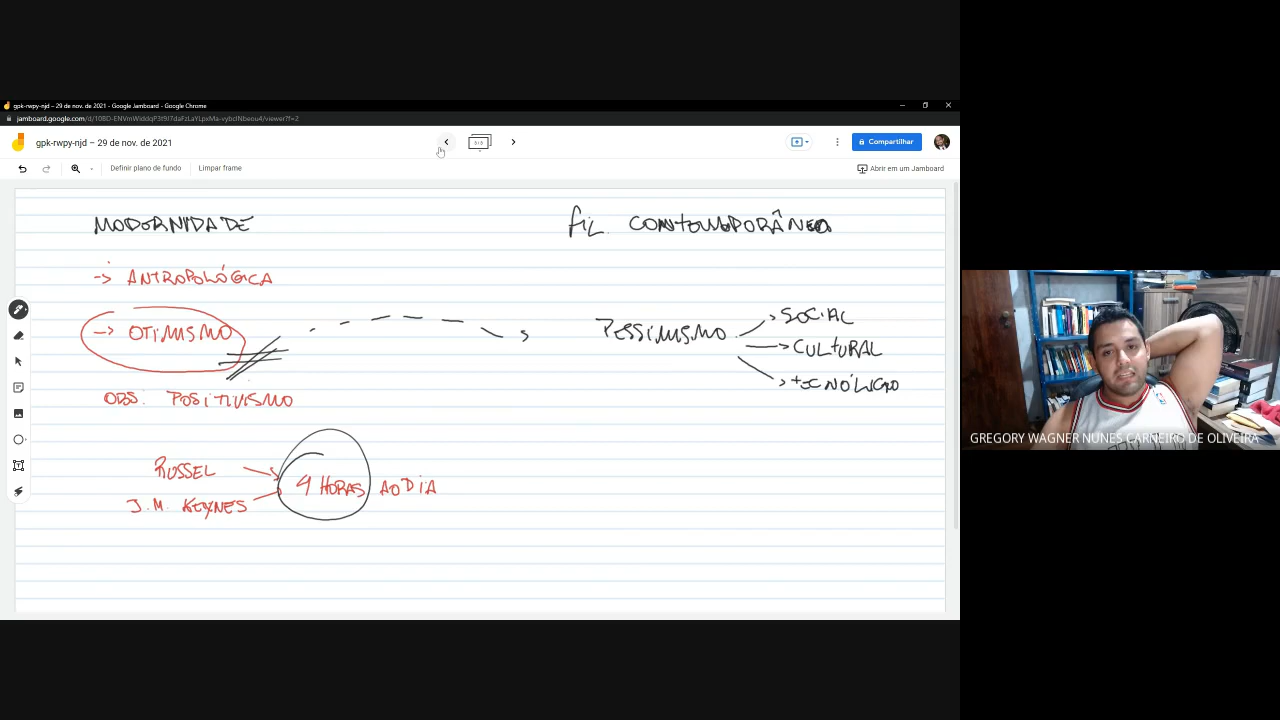 gpk-rwpy-njd – 29 de nov. de 2021 - Google Jamboard - Google Chrome
gpk-rwpy-njd – 29 de nov. de 2021
Compartilhar
Definir plano de fundo
Limpar frame
Abrir em um Jamboard
MODERNIDADE
FIL. CONTEMPORÂNEA
-> ANTROPOLÓGICA
-> OTIMISMO
PESSIMISMO
SOCIAL
CULTURAL
TECNÓLIGAO
OBS: POSITIVISMO
RUSSEL
4 HORAS AO DIA
J.M. KEYNES
GREGORY WAGNER NUNES CARNEIRO DE OLIVEIRA